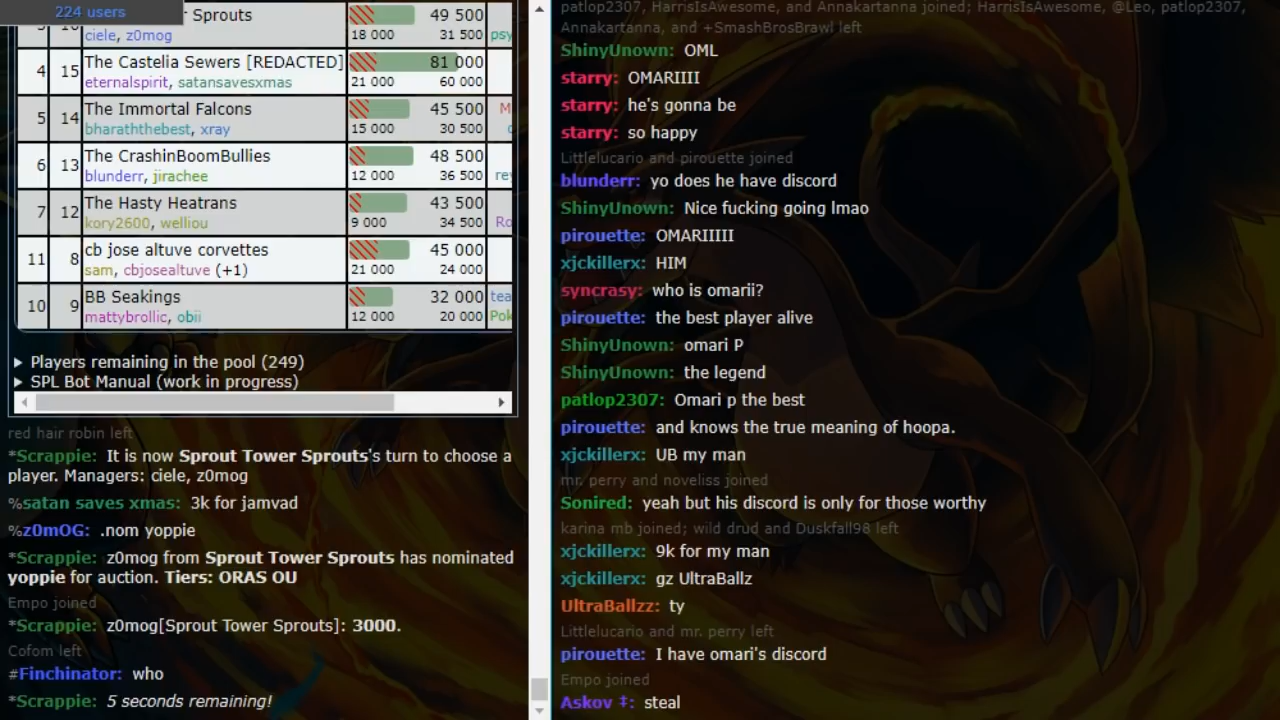 224 users
r Sprouts 49 500
ciele, z0mog 18 000 31 500 psy
4 15 The Castelia Sewers [REDACTED] 81 000
eternalspirit, satansavesxmas 21 000 60 000
5 14 The Immortal Falcons 45 500 M
bharaththebest, xray 15 000 30 500
6 13 The CrashinBoomBullies 48 500
blunderr, jirachee 12 000 36 500 rev
7 12 The Hasty Heatrans 43 500
kory2600, welliou 9 000 34 500 Ro
11 8 cb jose altuve corvettes 45 000
sam, cbjosealtuve (+1) 21 000 24 000
10 9 BB Seakings 32 000 tea
mattybrollic, obii 12 000 20 000 Pok
► Players remaining in the pool (249)
► SPL Bot Manual (work in progress)
red hair robin left
*Scrappie: It is now Sprout Tower Sprouts's turn to choose a
player. Managers: ciele, z0mog
%satan saves xmas: 3k for jamvad
%z0mOG: .nom yoppie
*Scrappie: z0mog from Sprout Tower Sprouts has nominated
yoppie for auction. Tiers: ORAS OU
Empo joined
*Scrappie: z0mog[Sprout Tower Sprouts]: 3000.
Cofom left
#Finchinator: who
*Scrappie: 5 seconds remaining!
patlop2307, HarrisIsAwesome, and Annakartanna joined; HarrisIsAwesome, @Leo, patlop2307,
Annakartanna, and +SmashBrosBrawl left
ShinyUnown: OML
starry: OMARIIII
starry: he's gonna be
starry: so happy
Littlelucario and pirouette joined
blunderr: yo does he have discord
ShinyUnown: Nice fucking going lmao
pirouette: OMARIIIII
xjckillerx: HIM
syncrasy: who is omarii?
pirouette: the best player alive
ShinyUnown: omari P
ShinyUnown: the legend
patlop2307: Omari p the best
pirouette: and knows the true meaning of hoopa.
xjckillerx: UB my man
mr. perry and noveliss joined
Sonired: yeah but his discord is only for those worthy
karina mb joined; wild drud and Duskfall98 left
xjckillerx: 9k for my man
xjckillerx: gz UltraBallz
UltraBallzz: ty
Littlelucario and mr. perry left
pirouette: I have omari's discord
Empo joined
Askov ‡: steal